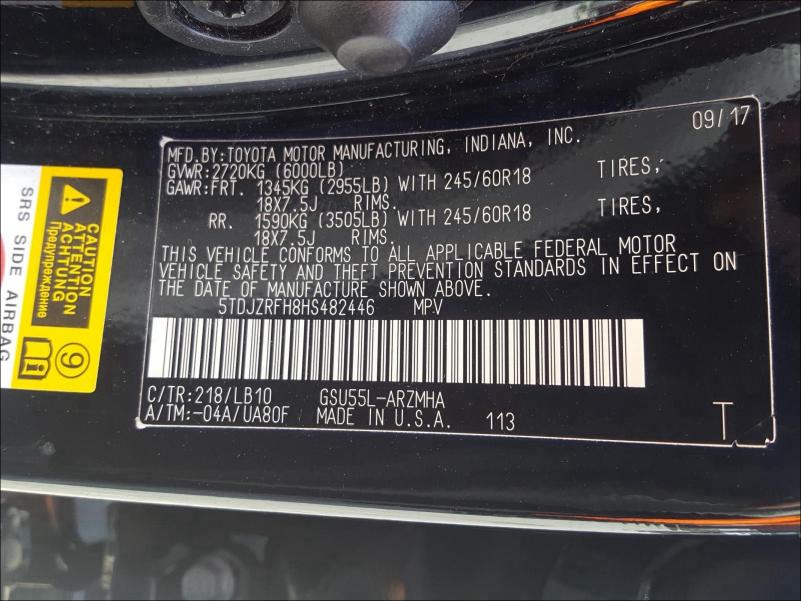 09/17
MFD.BY:TOYOTA MOTOR MANUFACTURING, INDIANA, INC.
GVWR:2720KG (6000LB)
GAWR:FRT. 1345KG (2955LB) WITH 245/60R18 TIRES,
18X7.5J RIMS.
RR. 1590KG (3505LB) WITH 245/60R18 TIRES,
18X7.5J RIMS.
THIS VEHICLE CONFORMS TO ALL APPLICABLE FEDERAL MOTOR
VEHICLE SAFETY AND THEFT PREVENTION STANDARDS IN EFFECT ON
THE DATE OF MANUFACTURE SHOWN ABOVE.
5TDJZRFH8HS482446 MPV
C/TR:218/LB10 GSU55L-ARZMHA
A/TM:-04A/UA80F MADE IN U.S.A. 113 T
CAUTION
ATTENTION
ACHTUNG
Предупреждение
9
SRS SIDE AIRBAG